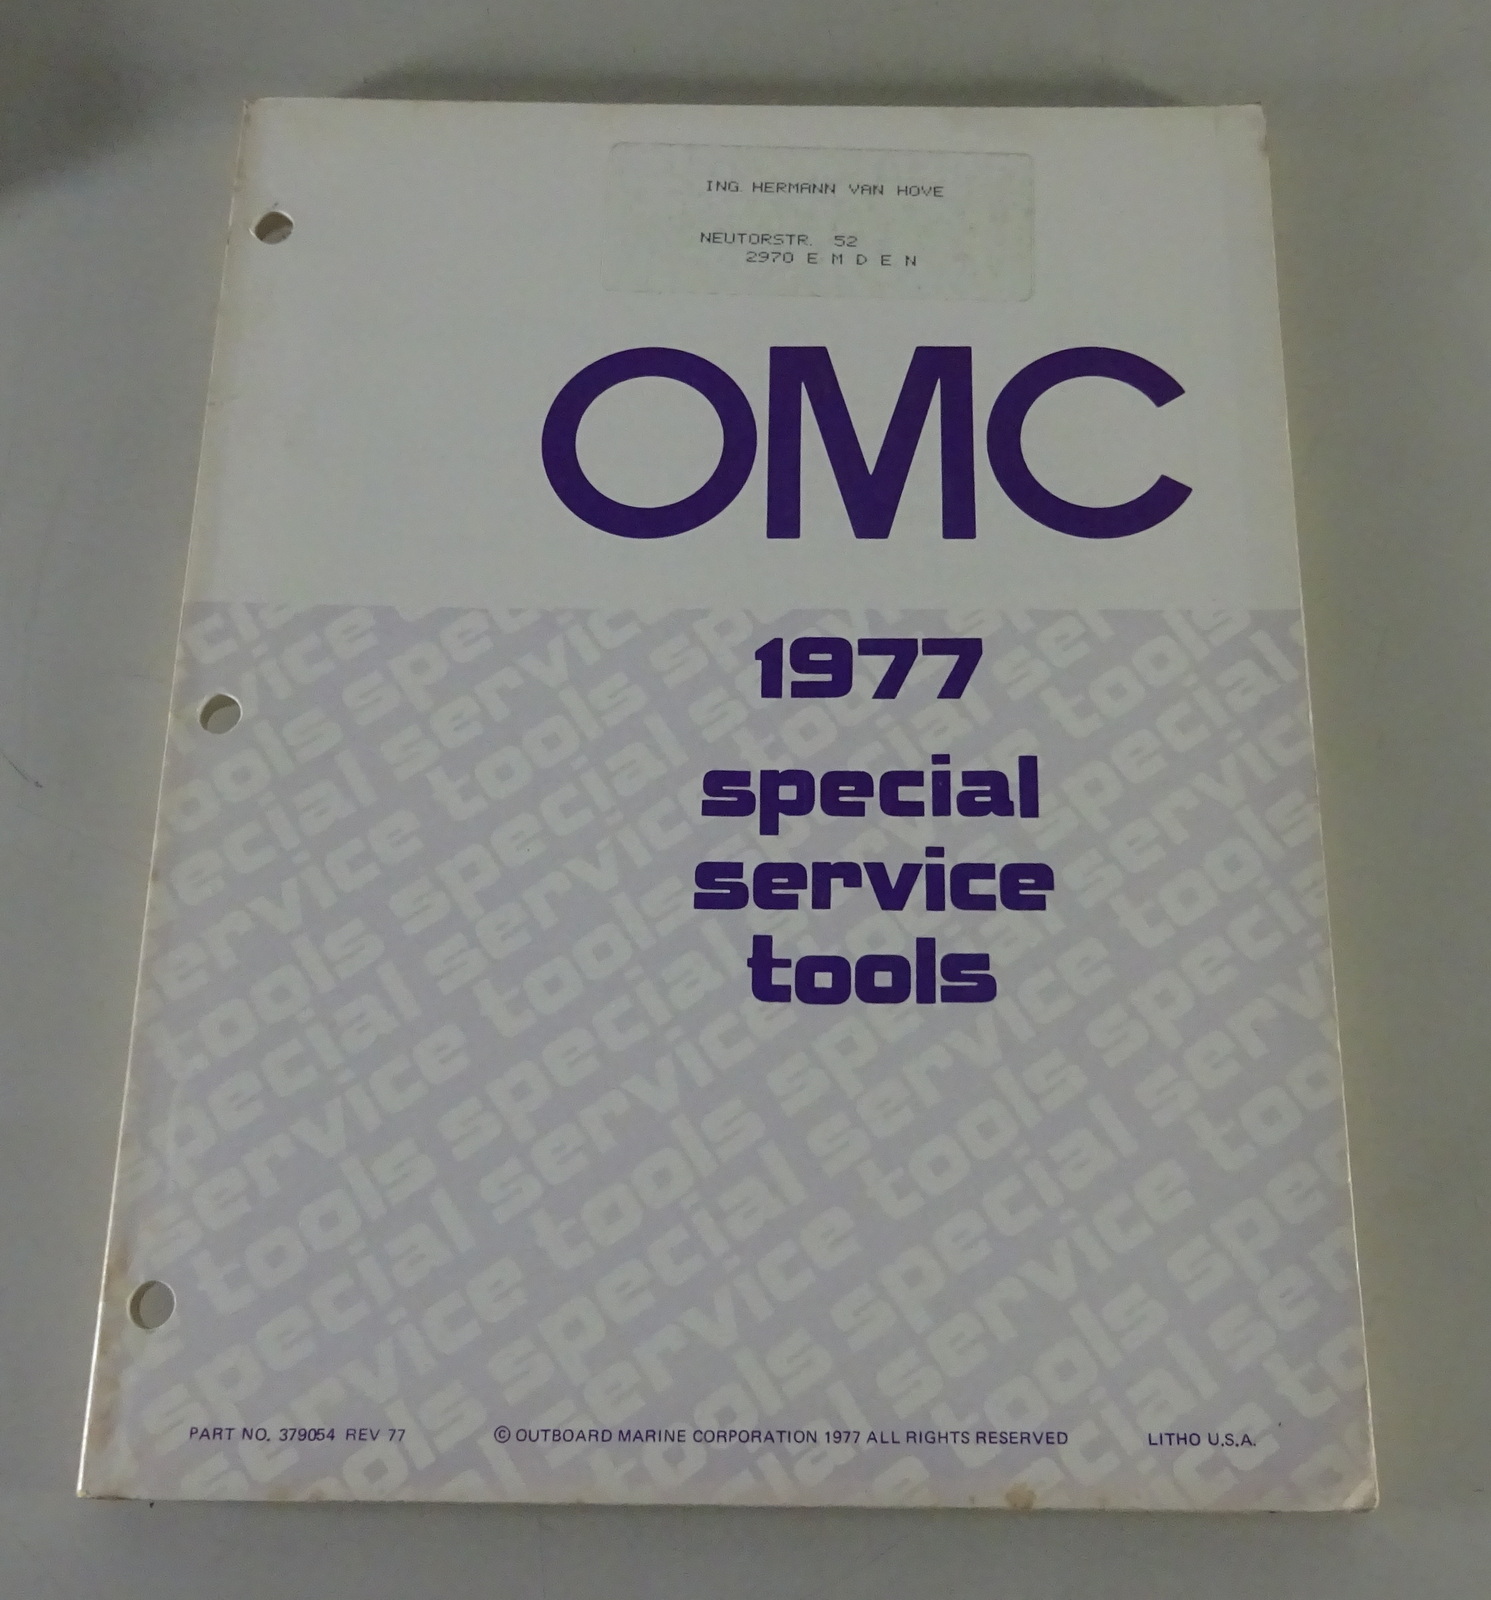 ING. HERMANN VAN HOVE
NEUTORSTR. 52
2970 E M D E N
OMC
1977
special
service
tools
PART NO. 379054 REV 77
© OUTBOARD MARINE CORPORATION 1977 ALL RIGHTS RESERVED
LITHO U.S.A.